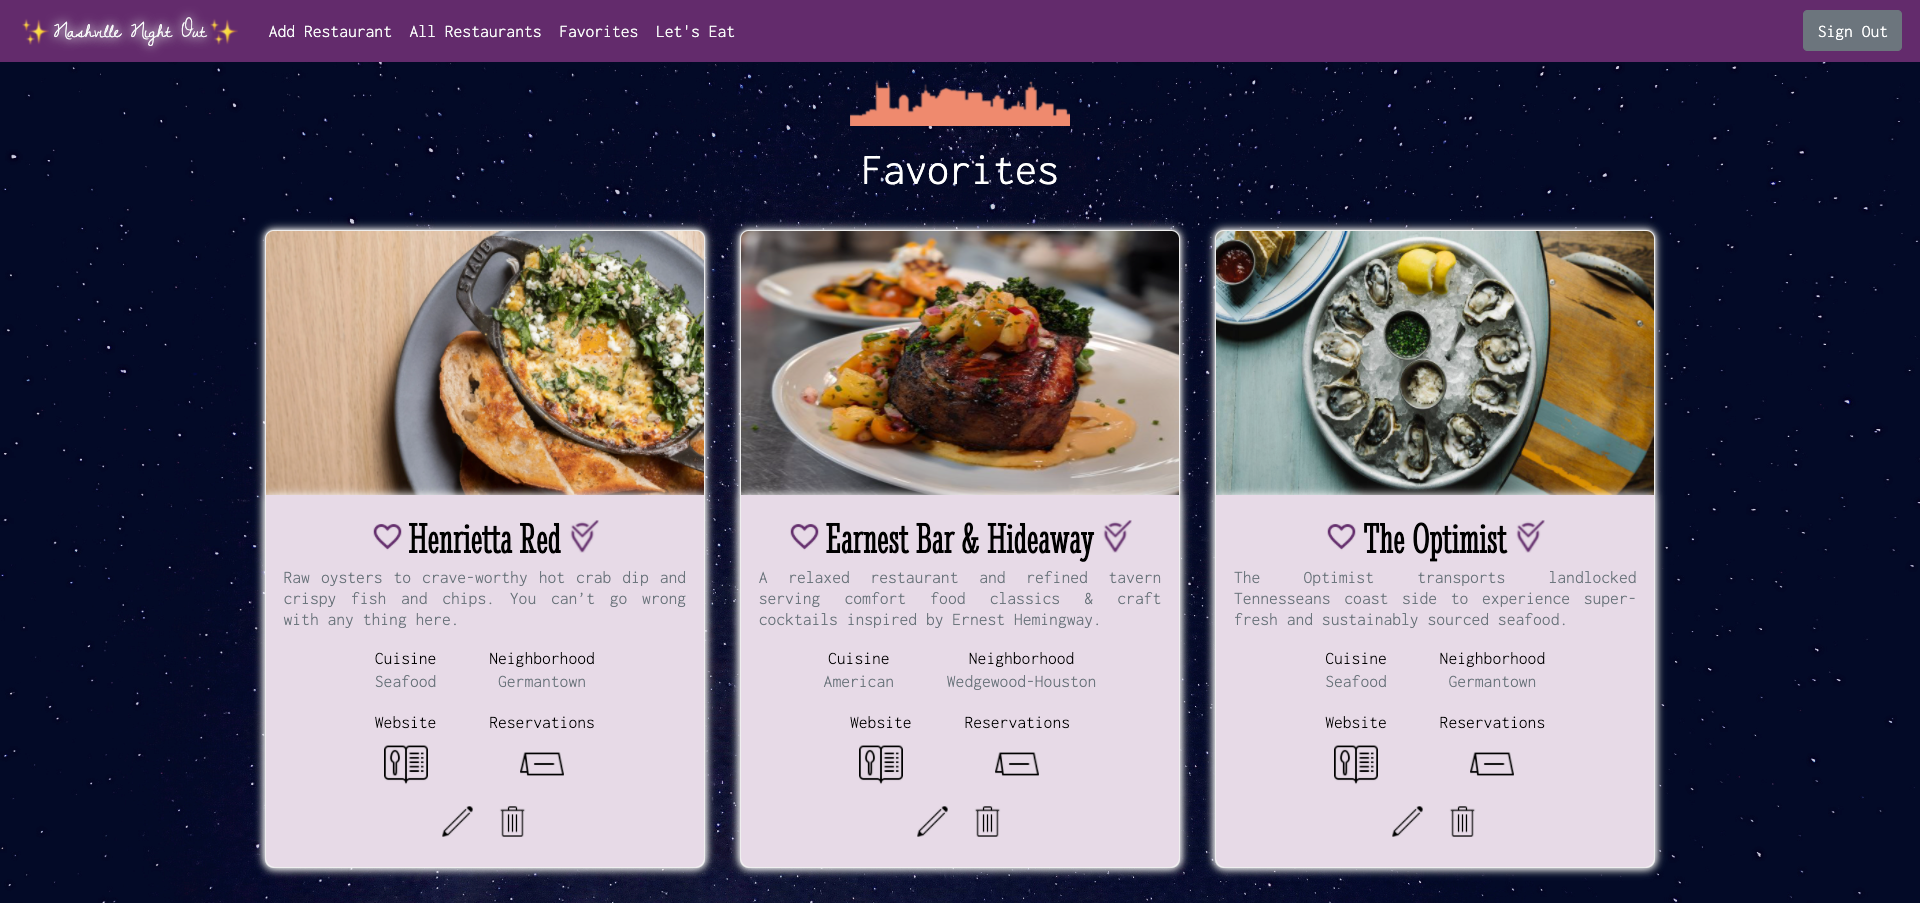 ✨Nashville Night Out✨ Add Restaurant All Restaurants Favorites Let's Eat Sign Out
Favorites
STAUB
Henrietta Red
Raw oysters to crave-worthy hot crab dip and
crispy fish and chips. You can’t go wrong
with any thing here.
Cuisine Neighborhood
Seafood Germantown
Website Reservations
Earnest Bar & Hideaway
A relaxed restaurant and refined tavern
serving comfort food classics & craft
cocktails inspired by Ernest Hemingway.
Cuisine Neighborhood
American Wedgewood-Houston
Website Reservations
The Optimist
The Optimist transports landlocked
Tennesseans coast side to experience super-
fresh and sustainably sourced seafood.
Cuisine Neighborhood
Seafood Germantown
Website Reservations